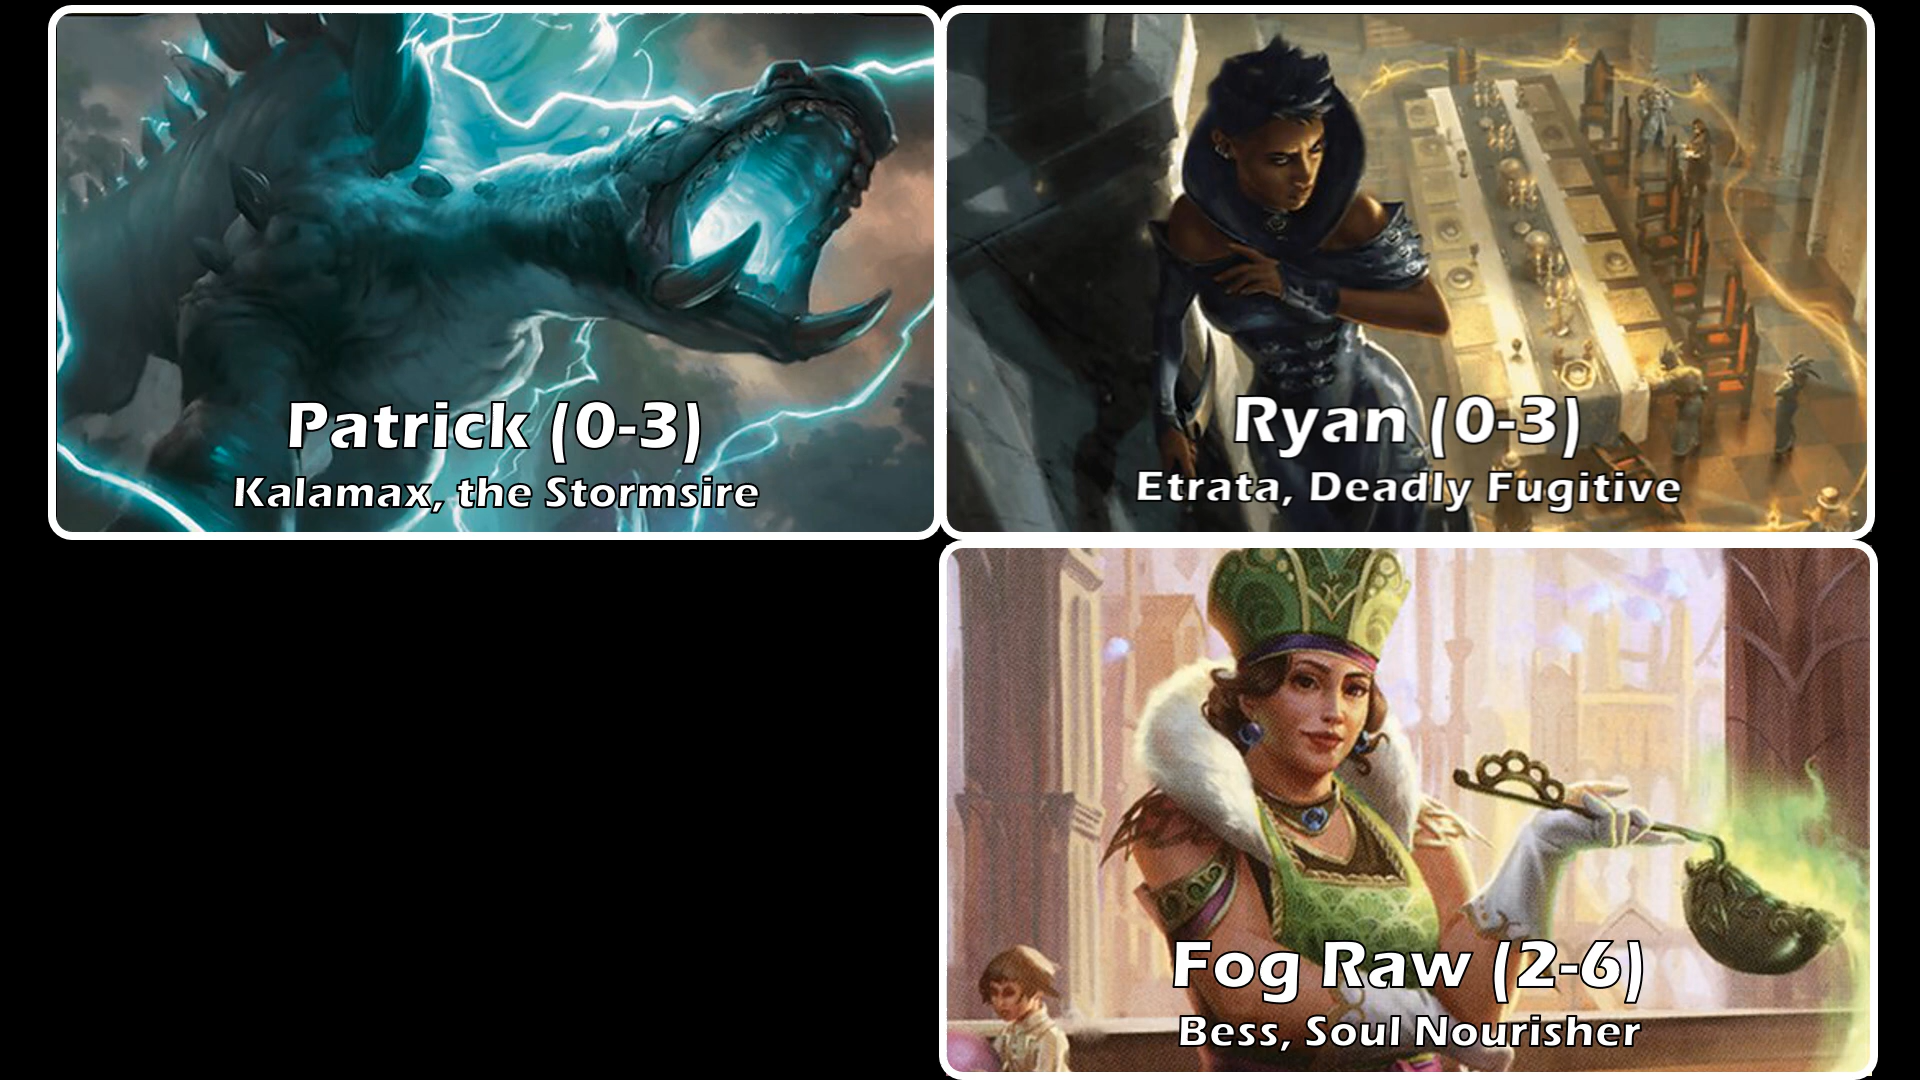 Patrick (0-3)
Kalamax, the Stormsire
Ryan (0-3)
Etrata, Deadly Fugitive
Fog Raw (2-6)
Bess, Soul Nourisher